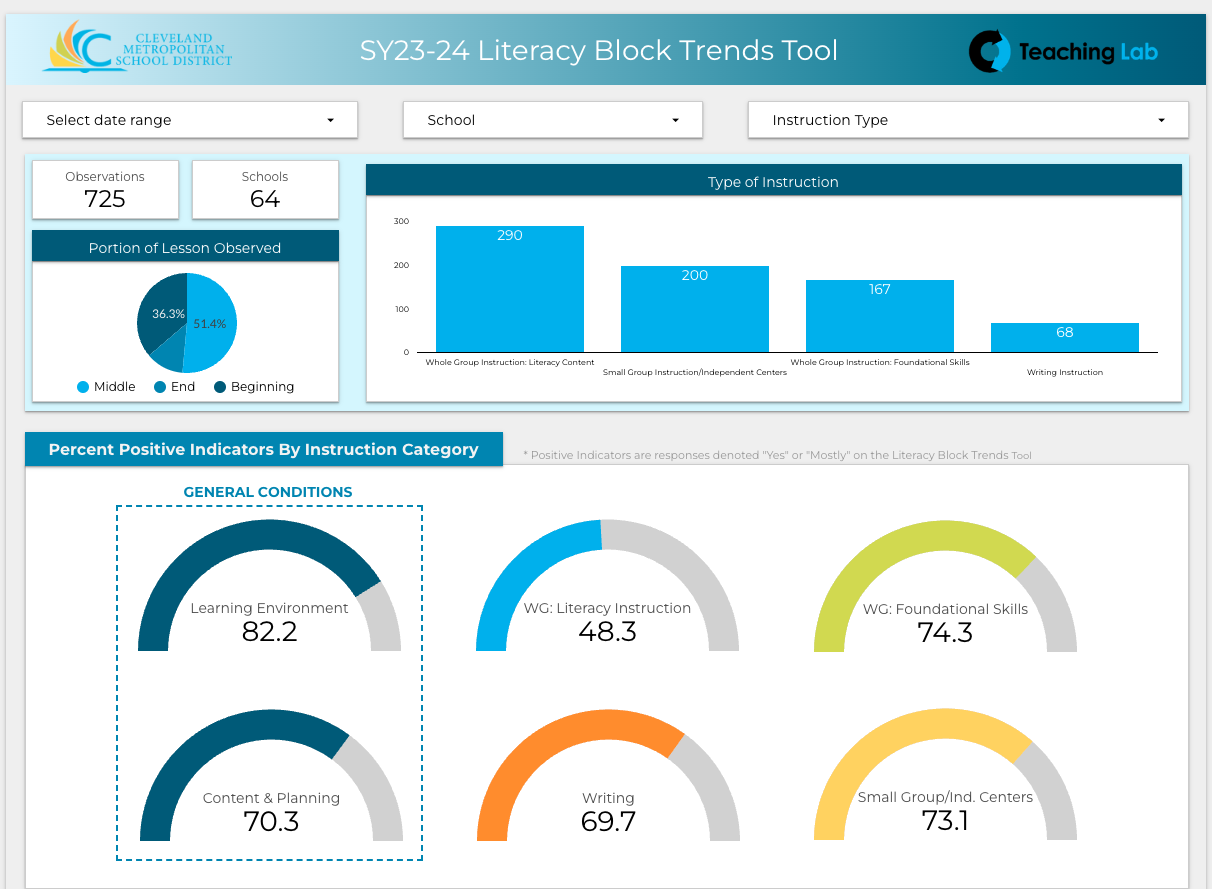 CLEVELAND
METROPOLITAN
SCHOOL DISTRICT
SY23-24 Literacy Block Trends Tool
Teaching Lab
Select date range
School
Instruction Type
Observations
725
Schools
64
Portion of Lesson Observed
36.3%
51.4%
Middle
End
Beginning
Type of Instruction
300
200
100
0
290
200
167
68
Whole Group Instruction: Literacy Content
Small Group Instruction/Independent Centers
Whole Group Instruction: Foundational Skills
Writing Instruction
Percent Positive Indicators By Instruction Category
* Positive Indicators are responses denoted "Yes" or "Mostly" on the Literacy Block Trends Tool
GENERAL CONDITIONS
Learning Environment
82.2
WG: Literacy Instruction
48.3
WG: Foundational Skills
74.3
Content & Planning
70.3
Writing
69.7
Small Group/Ind. Centers
73.1